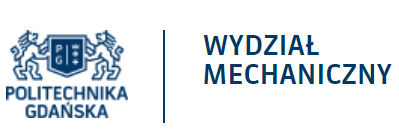 P W
G
POLITECHNIKA
GDAŃSKA
WYDZIAŁ
MECHANICZNY